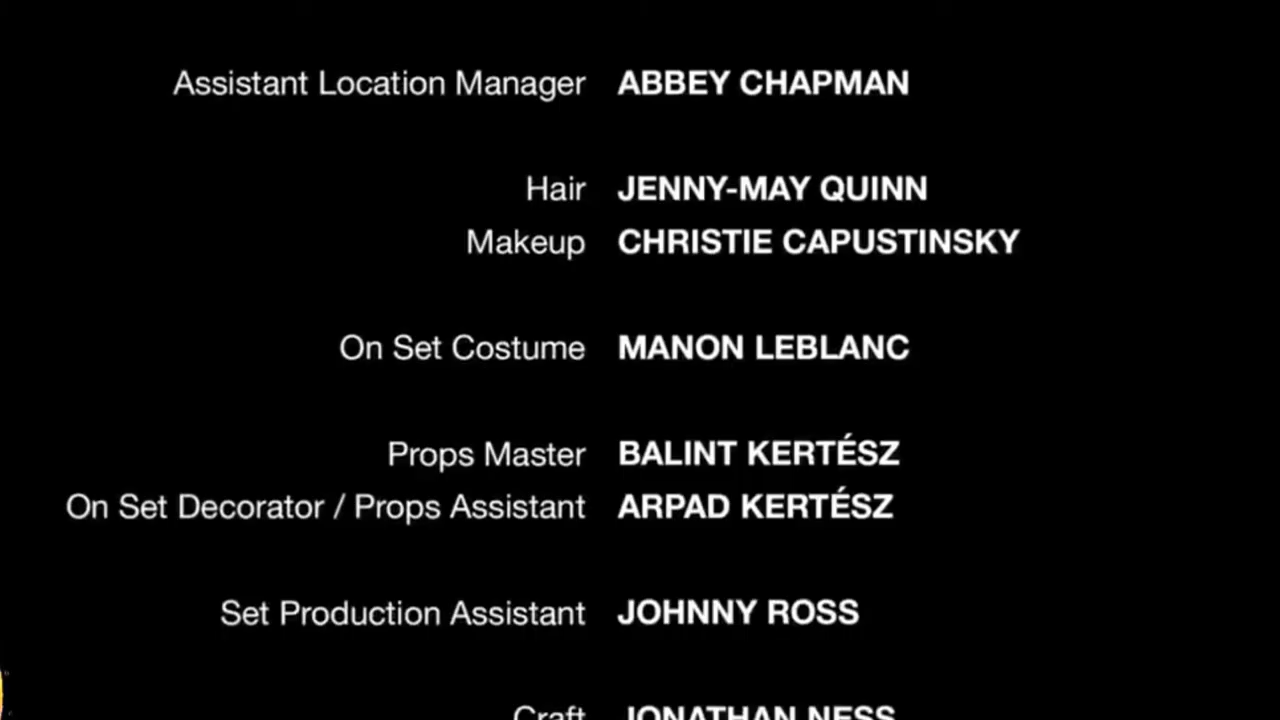 Assistant Location Manager ABBEY CHAPMAN
Hair JENNY-MAY QUINN
Makeup CHRISTIE CAPUSTINSKY
On Set Costume MANON LEBLANC
Props Master BALINT KERTÉSZ
On Set Decorator / Props Assistant ARPAD KERTÉSZ
Set Production Assistant JOHNNY ROSS
Craft JONATHAN NESS